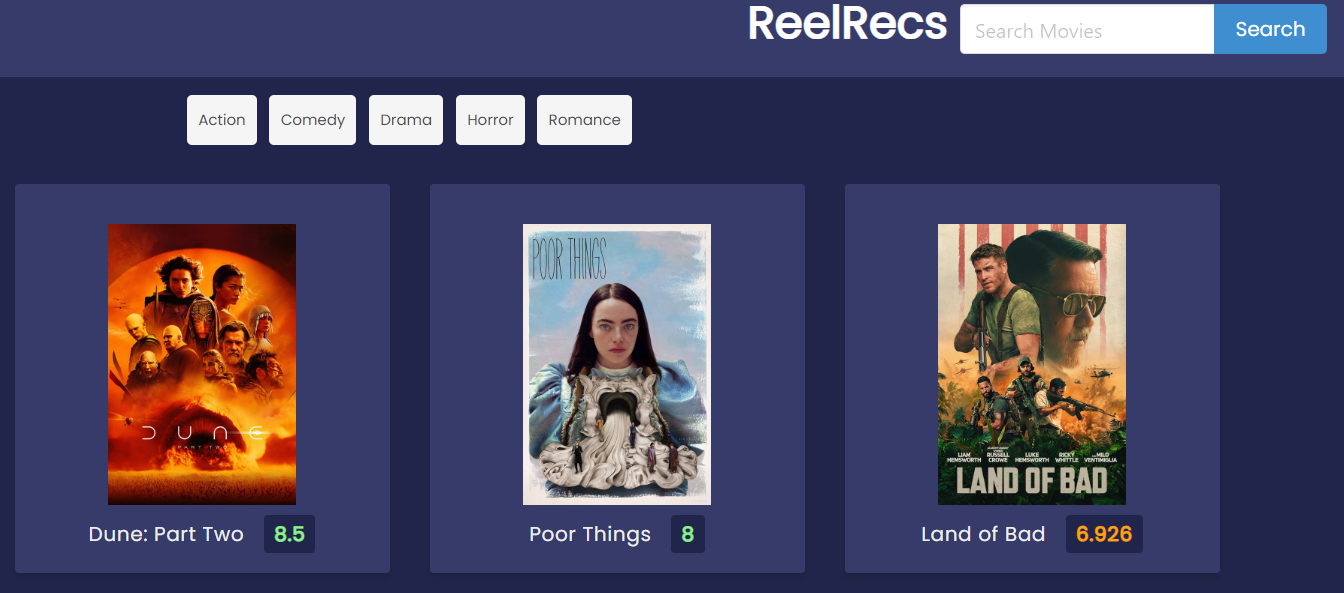 ReelRecs
Search Movies
Search
Action
Comedy
Drama
Horror
Romance
DUNE
PART TWO
POOR THINGS
LIAM HEMSWORTH
RUSSELL CROWE
LUKE HEMSWORTH
RICKY WHITTLE
MILO VENTIMIGLIA
LAND OF BAD
Dune: Part Two 8.5
Poor Things 8
Land of Bad 6.926